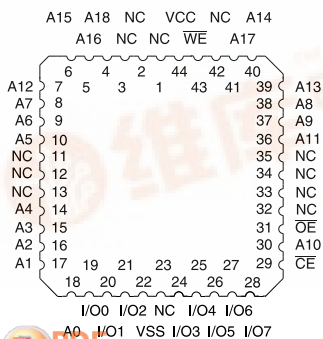 A15 A18 NC VCC NC A14
A16 NC NC WE A17
6 4 2 44 42 40
A12 7 5 3 1 43 41 39 A13
A7 8 38 A8
A6 9 37 A9
A5 10 36 A11
NC 11 35 NC
NC 12 34 NC
NC 13 33 NC
A4 14 32 NC
A3 15 31 OE
A2 16 30 A10
A1 17 19 21 23 25 27 29 CE
18 20 22 24 26 28
I/O0 I/O2 NC I/O4 I/O6
A0 I/O1 VSS I/O3 I/O5 I/O7